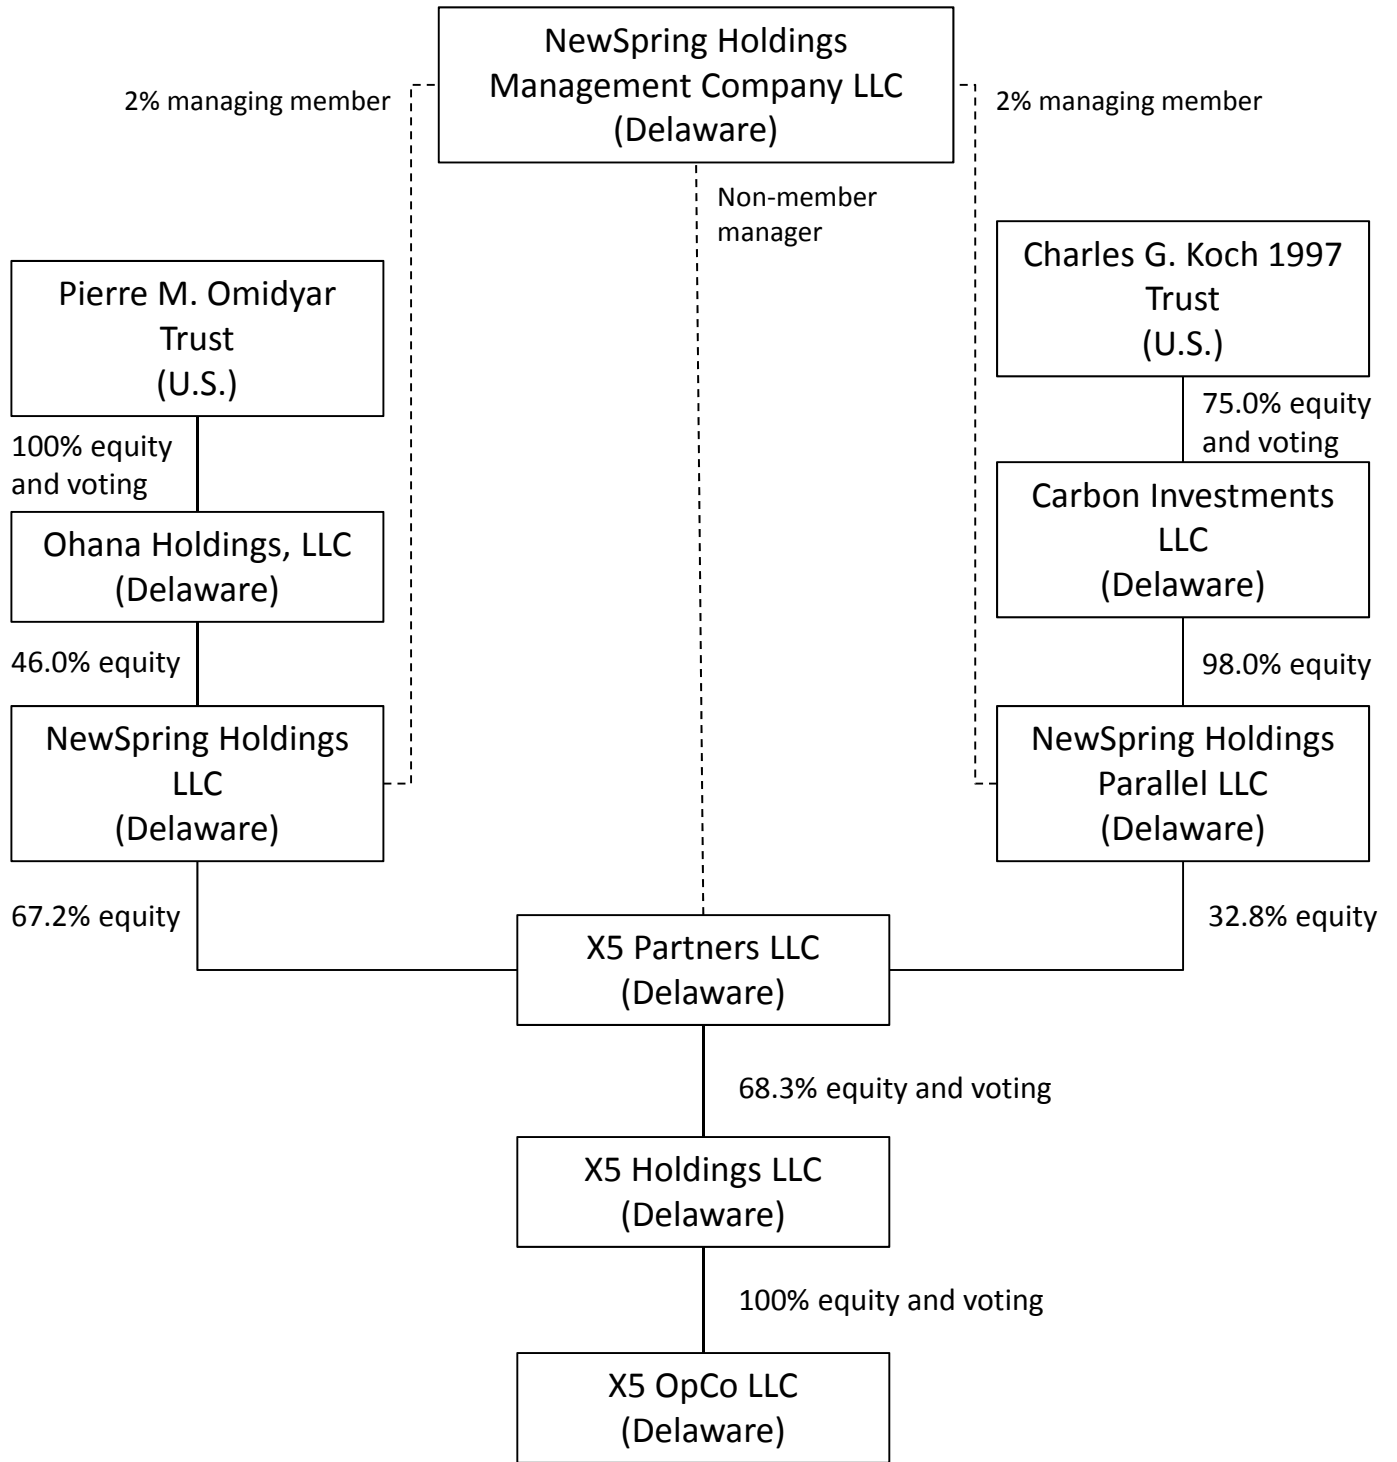 NewSpring Holdings
Management Company LLC
(Delaware)
2% managing member
2% managing member
Non-member
manager
Pierre M. Omidyar
Trust
(U.S.)
Charles G. Koch 1997
Trust
(U.S.)
100% equity
and voting
75.0% equity
and voting
Ohana Holdings, LLC
(Delaware)
Carbon Investments
LLC
(Delaware)
46.0% equity
98.0% equity
NewSpring Holdings
LLC
(Delaware)
NewSpring Holdings
Parallel LLC
(Delaware)
67.2% equity
32.8% equity
X5 Partners LLC
(Delaware)
68.3% equity and voting
X5 Holdings LLC
(Delaware)
100% equity and voting
X5 OpCo LLC
(Delaware)